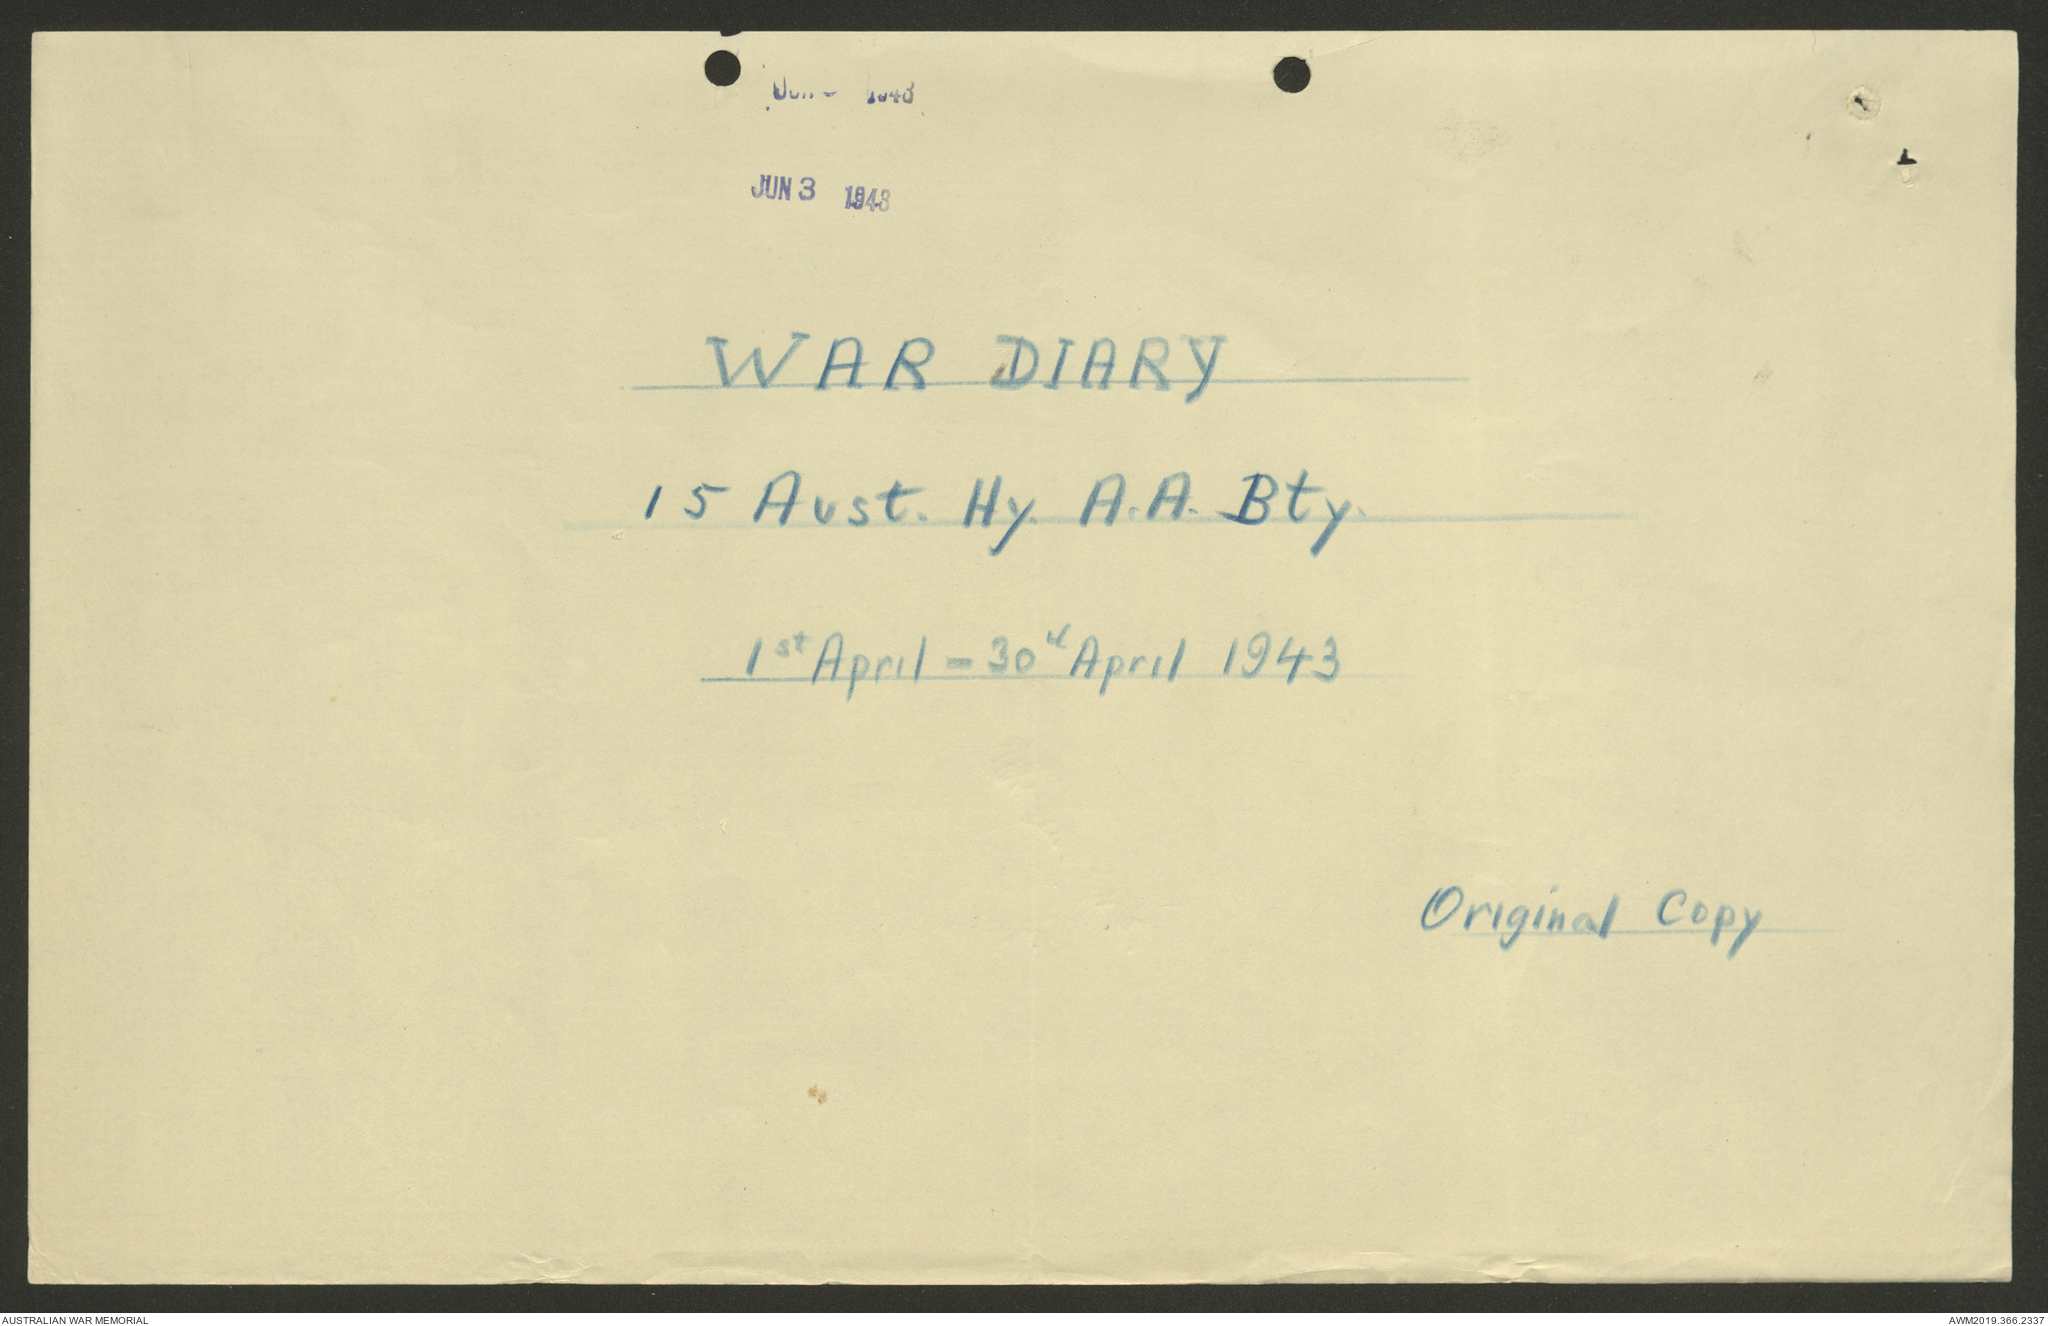 1943
JUN 3 1943
WAR DIARY
15 Aust. Hy. A.A. Bty.
1st April - 30th April 1943
Original Copy
AUSTRALIAN WAR MEMORIAL
AWM2019.366.2337